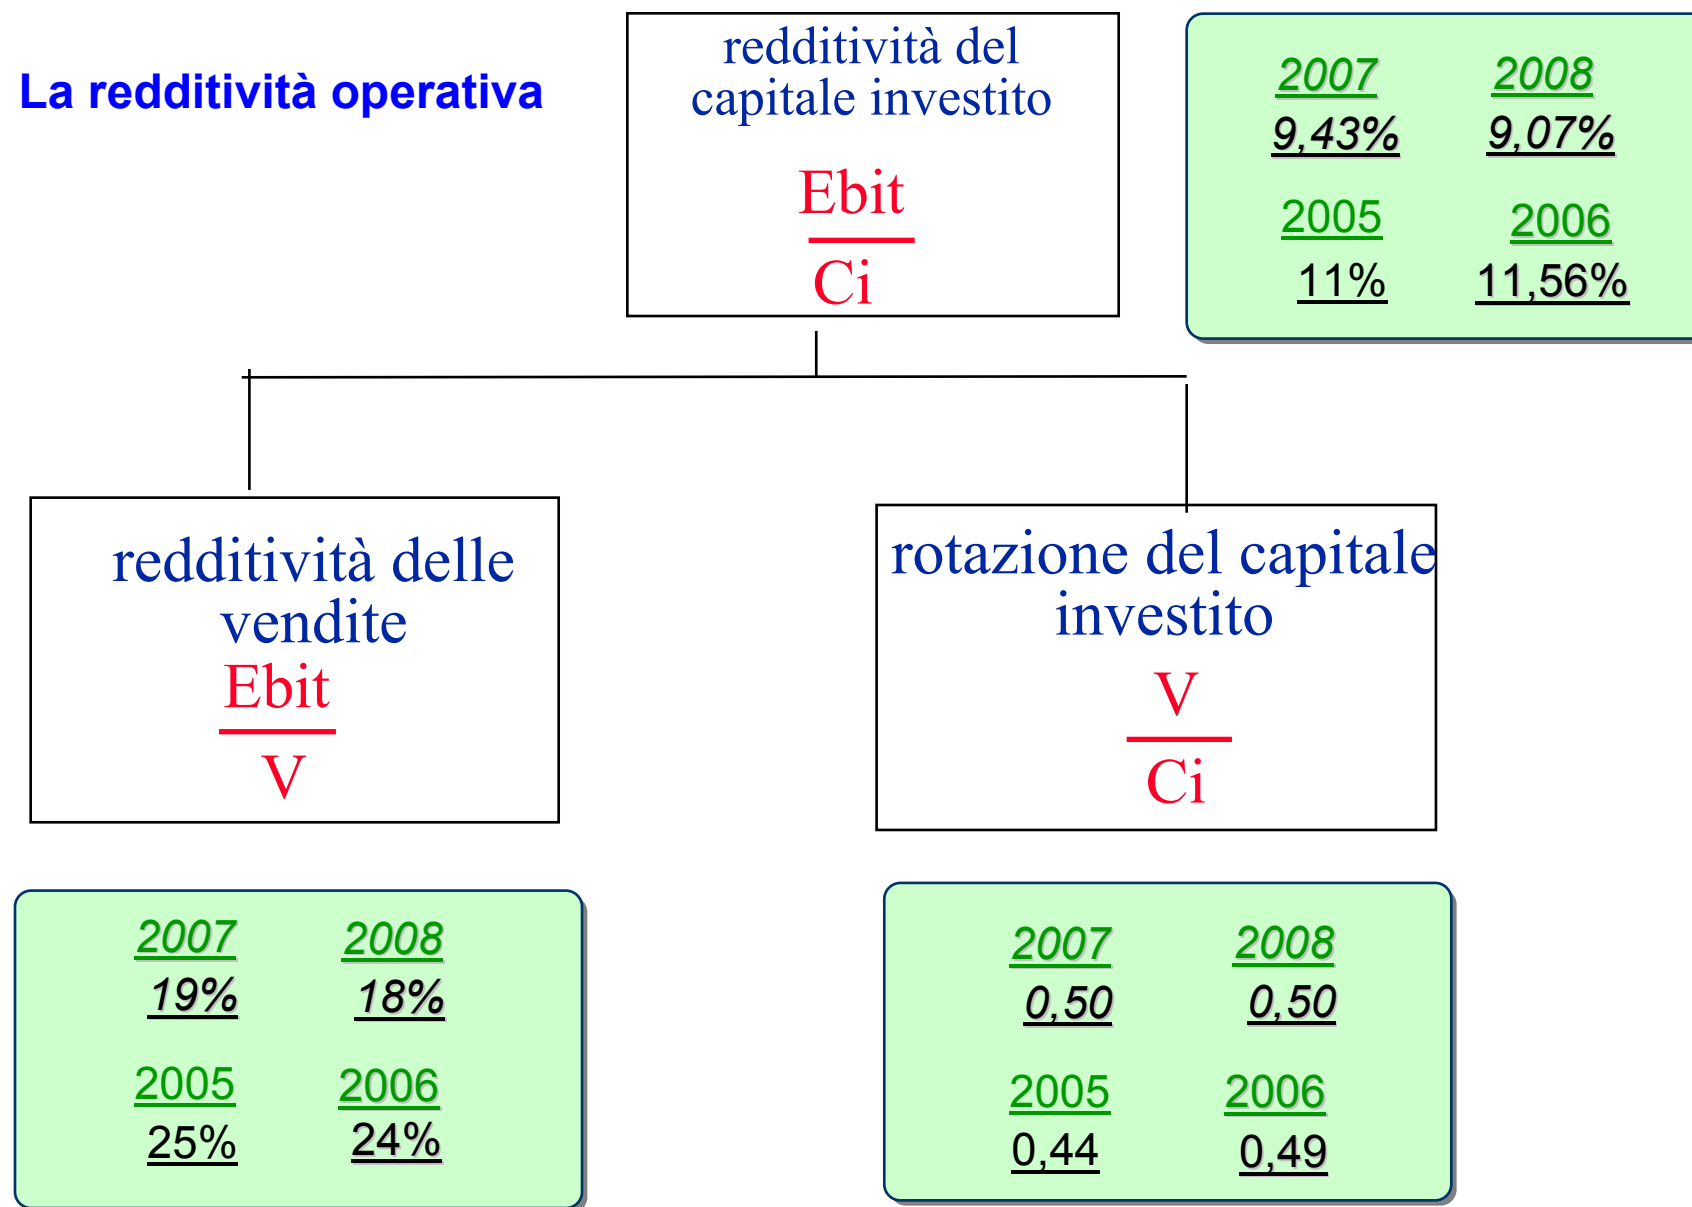 La redditività operativa
redditività del
capitale investito
Ebit
Ci
2007 2008
9,43% 9,07%
2005 2006
11% 11,56%
redditività delle
vendite
Ebit
V
rotazione del capitale
investito
V
Ci
2007 2008
19% 18%
2005 2006
25% 24%
2007 2008
0,50 0,50
2005 2006
0,44 0,49